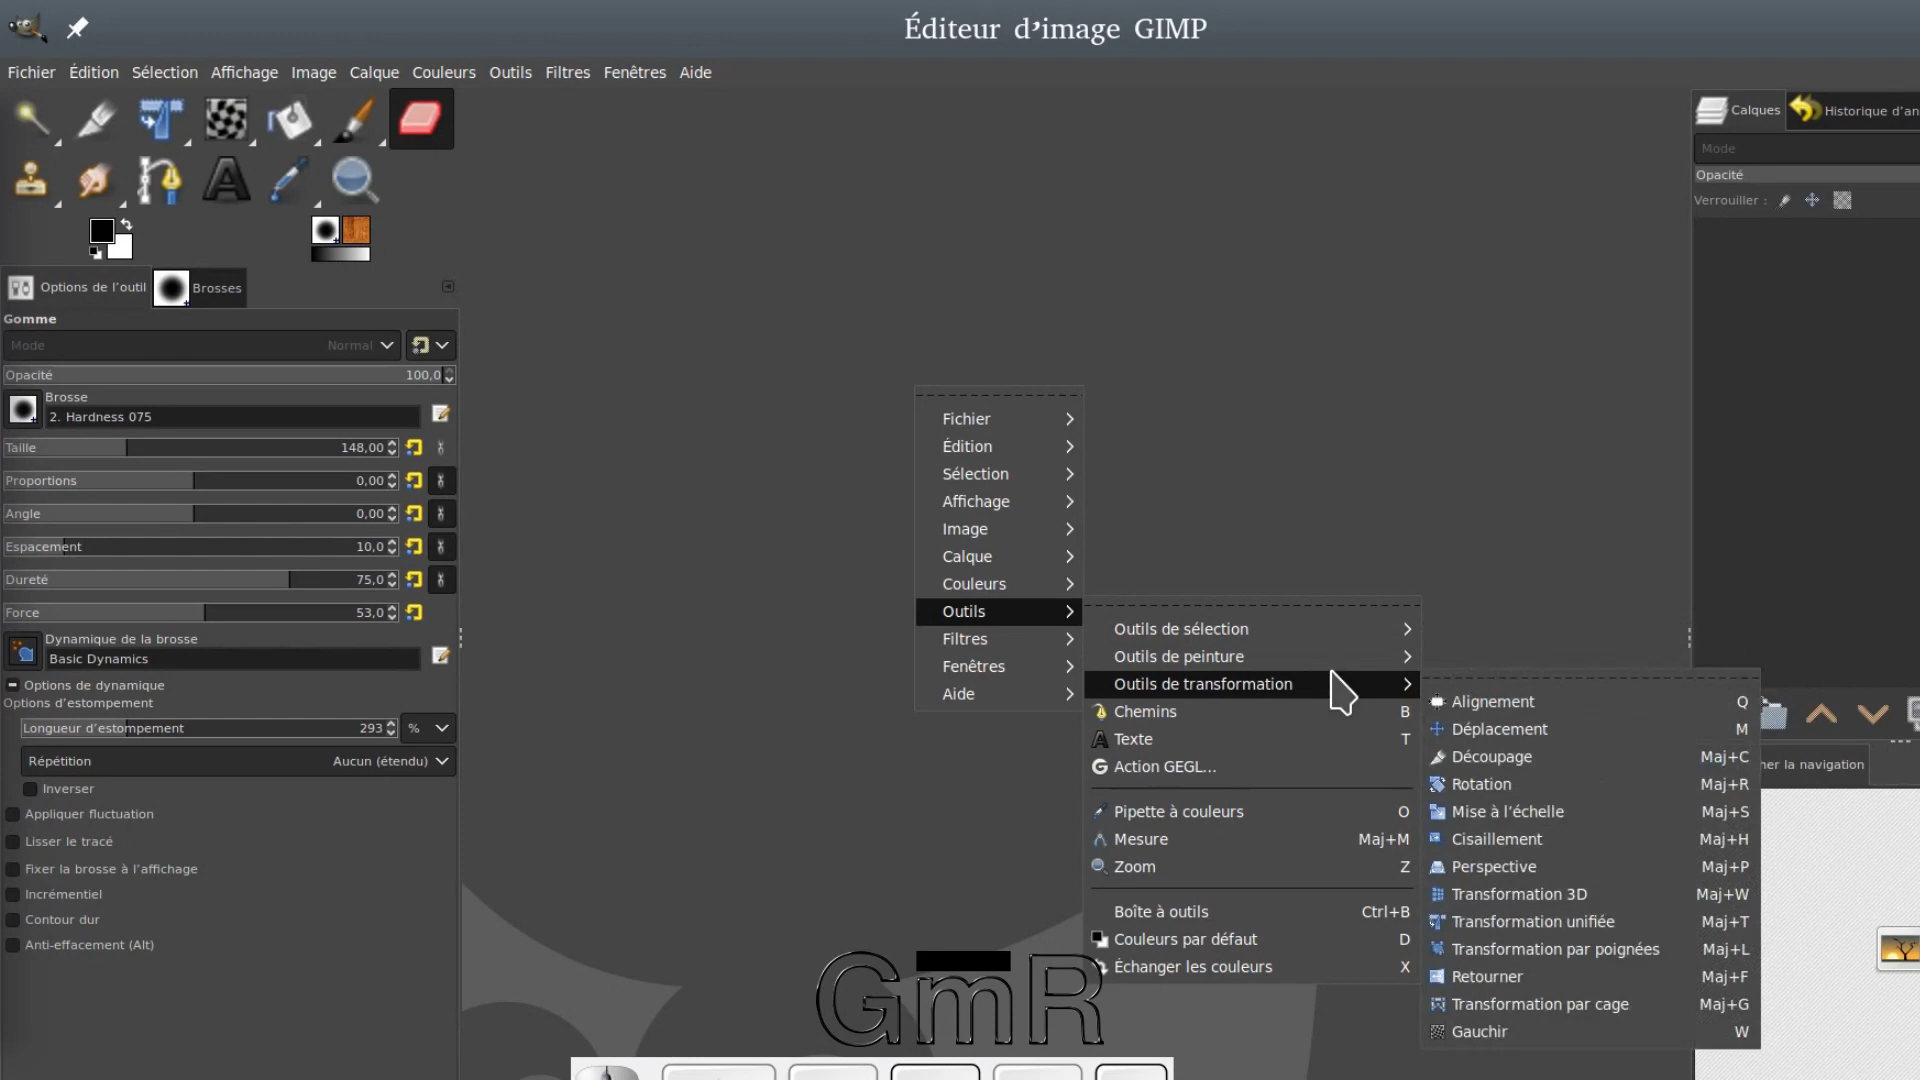 Éditeur d’image GIMP
Fichier Édition Sélection Affichage Image Calque Couleurs Outils Filtres Fenêtres Aide
Calques
Historique d’an
Mode
Opacité
Verrouiller :
Options de l’outil
Brosses
Gomme
Mode Normal
Opacité 100,0
Brosse
2. Hardness 075
Taille 148,00
Proportions 0,00
Angle 0,00
Espacement 10,0
Dureté 75,0
Force 53,0
Dynamique de la brosse
Basic Dynamics
Options de dynamique
Options d’estompement
Longueur d’estompement 293 %
Répétition Aucun (étendu)
Inverser
Appliquer fluctuation
Lisser le tracé
Fixer la brosse à l’affichage
Incrémentiel
Contour dur
Anti-effacement (Alt)
Fichier
Édition
Sélection
Affichage
Image
Calque
Couleurs
Outils
Filtres
Fenêtres
Aide
Outils de sélection
Outils de peinture
Outils de transformation
Chemins B
Texte T
Action GEGL...
Pipette à couleurs O
Mesure Maj+M
Zoom Z
Boîte à outils Ctrl+B
Couleurs par défaut D
Échanger les couleurs X
Alignement Q
Déplacement M
Découpage Maj+C
Rotation Maj+R
Mise à l’échelle Maj+S
Cisaillement Maj+H
Perspective Maj+P
Transformation 3D Maj+W
Transformation unifiée Maj+T
Transformation par poignées Maj+L
Retourner Maj+F
Transformation par cage Maj+G
Gauchir W
her la navigation
GmR